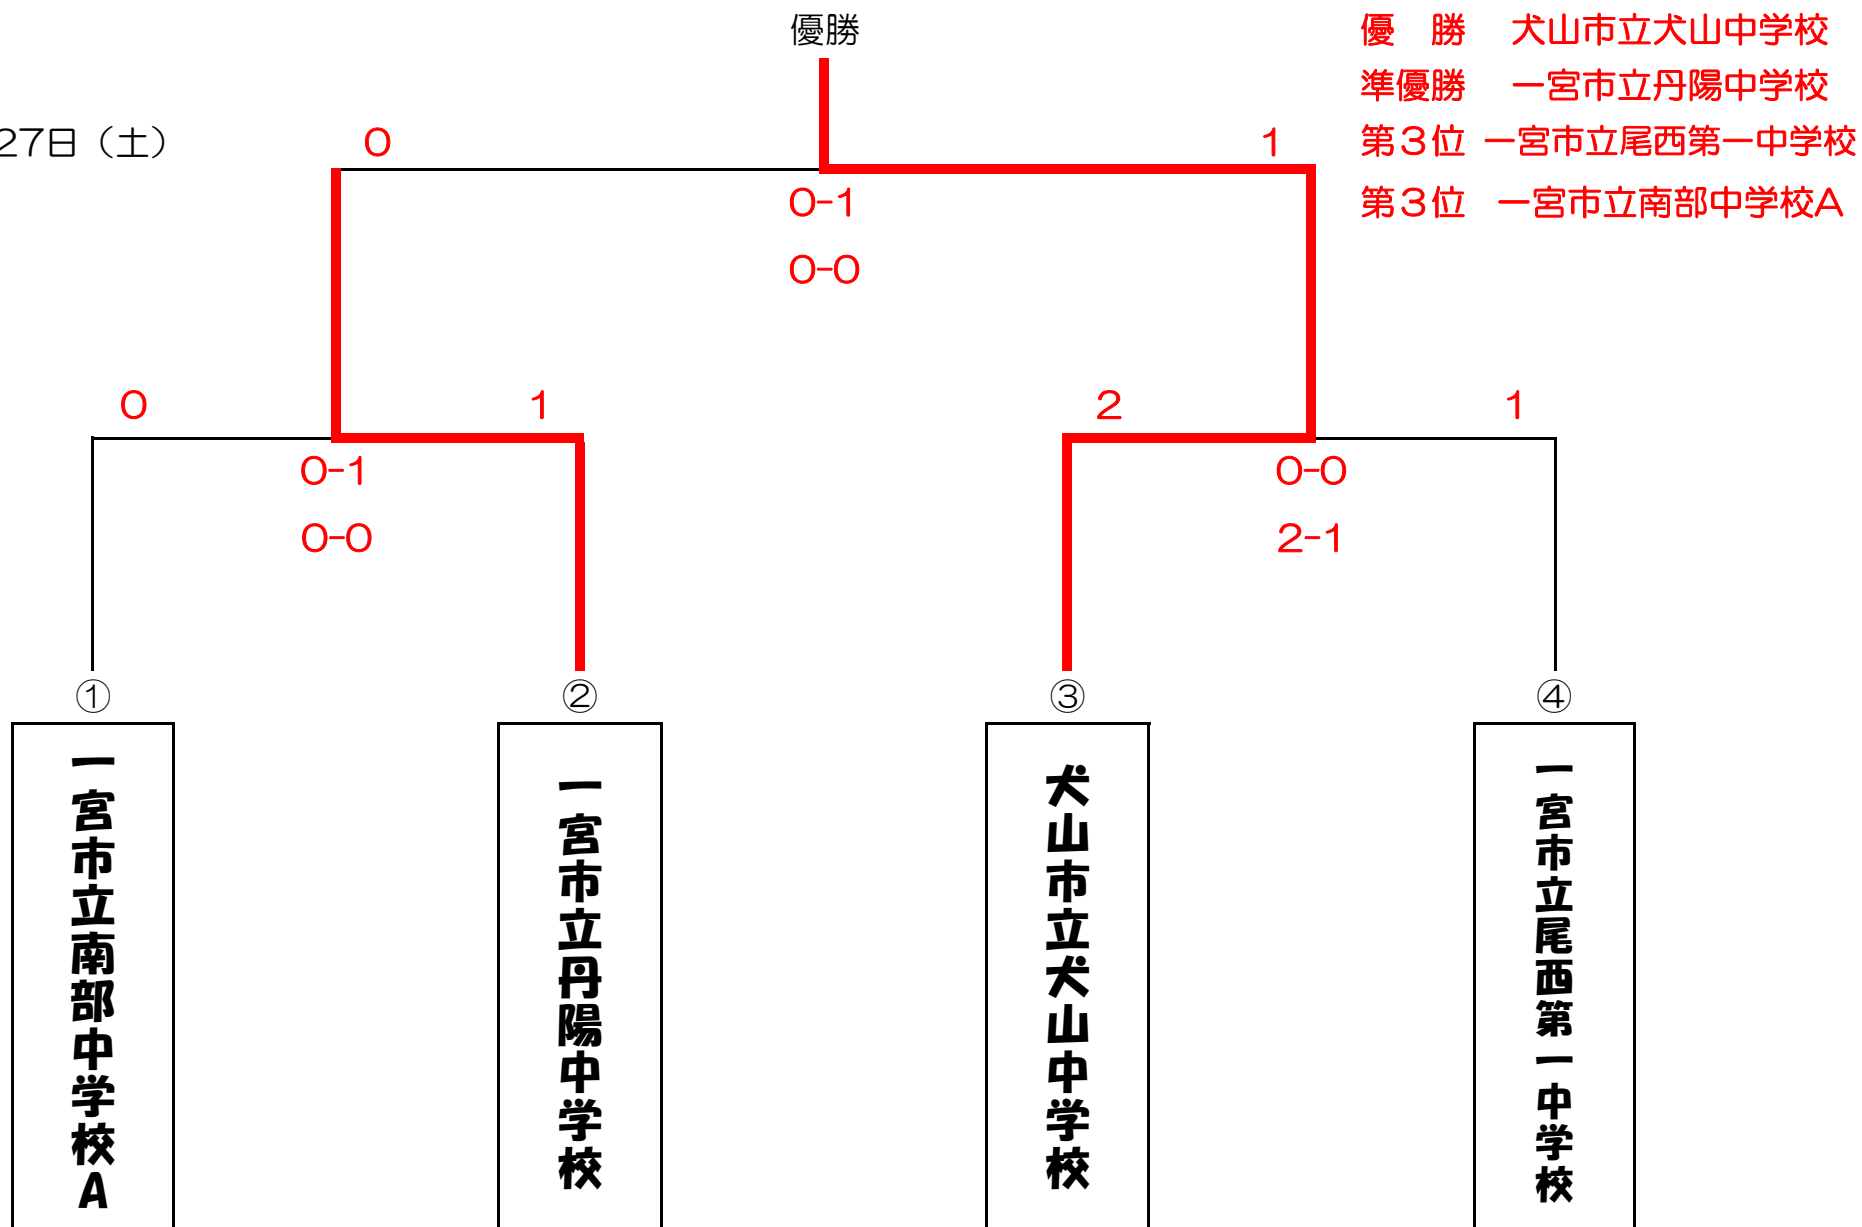 優勝
優　勝　犬山市立犬山中学校
準優勝　一宮市立丹陽中学校
第３位 一宮市立尾西第一中学校
第３位 一宮市立南部中学校A
27日（土）
0
1
0-1
0-0
0
1
2
1
0-1
0-0
0-0
2-1
①
②
③
④
一宮市立南部中学校A
一宮市立丹陽中学校
犬山市立犬山中学校
一宮市立尾西第一中学校